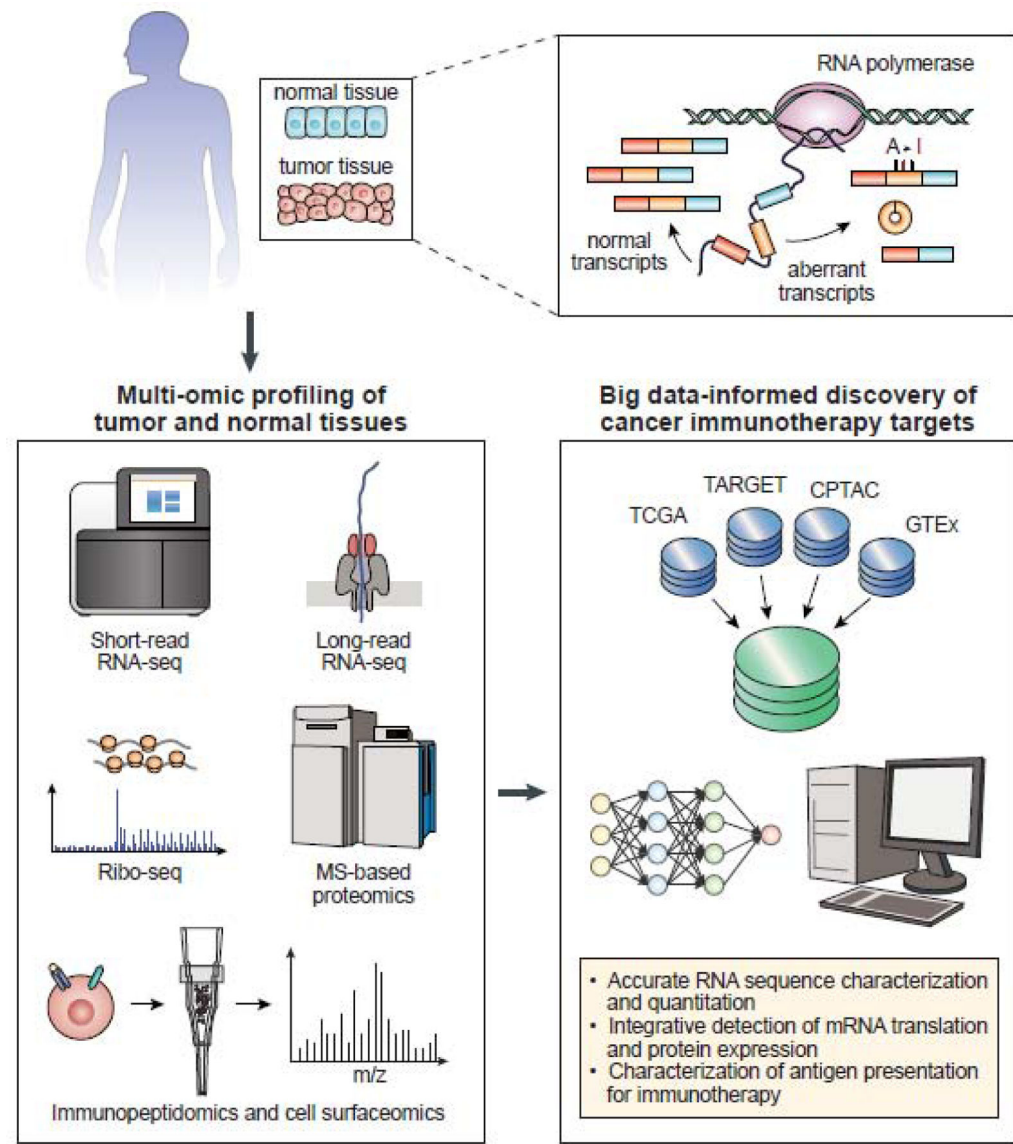 normal tissue
tumor tissue
RNA polymerase
A▸I
normal
transcripts
aberrant
transcripts
Multi-omic profiling of
tumor and normal tissues
Short-read
RNA-seq
Long-read
RNA-seq
Ribo-seq
MS-based
proteomics
m/z
Immunopeptidomics and cell surfaceomics
Big data-informed discovery of
cancer immunotherapy targets
TCGA
TARGET
CPTAC
GTEx
• Accurate RNA sequence characterization
and quantitation
• Integrative detection of mRNA translation
and protein expression
• Characterization of antigen presentation
for immunotherapy